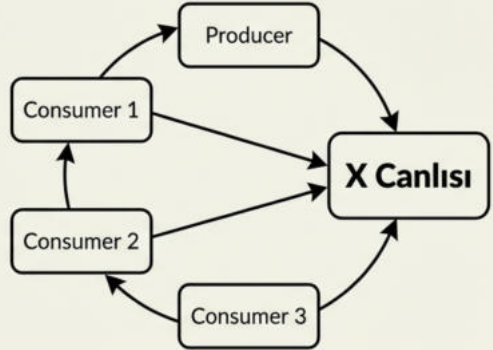 Producer
Consumer 1
X Canlısı
Consumer 2
Consumer 3